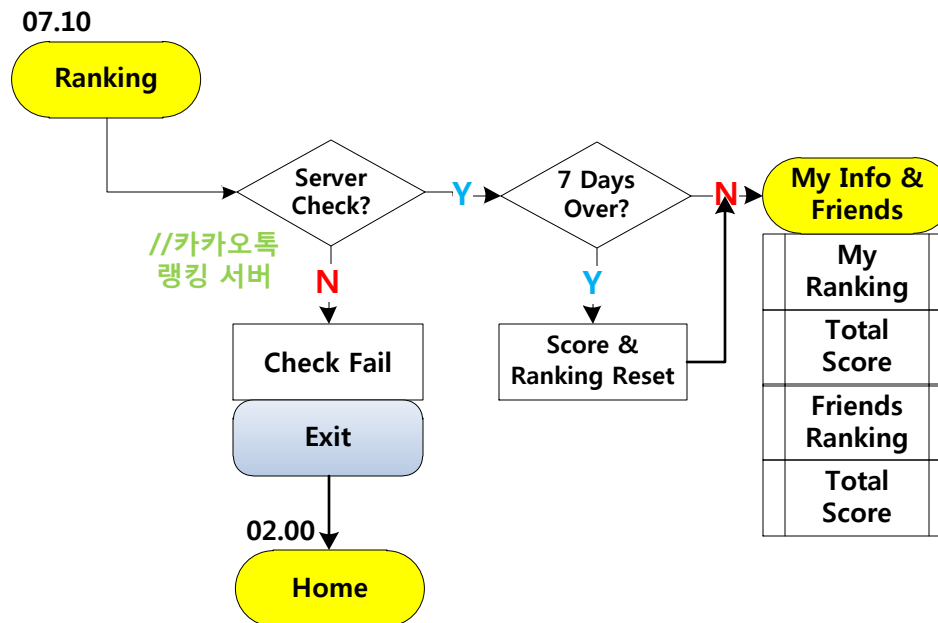 07.10
Ranking
Server
Check?
Y
7 Days
Over?
N
My Info &
Friends
//카카오톡
랭킹 서버
N
Y
My
Ranking
Check Fail
Score &
Ranking Reset
Total
Score
Exit
Friends
Ranking
Total
Score
02.00
Home